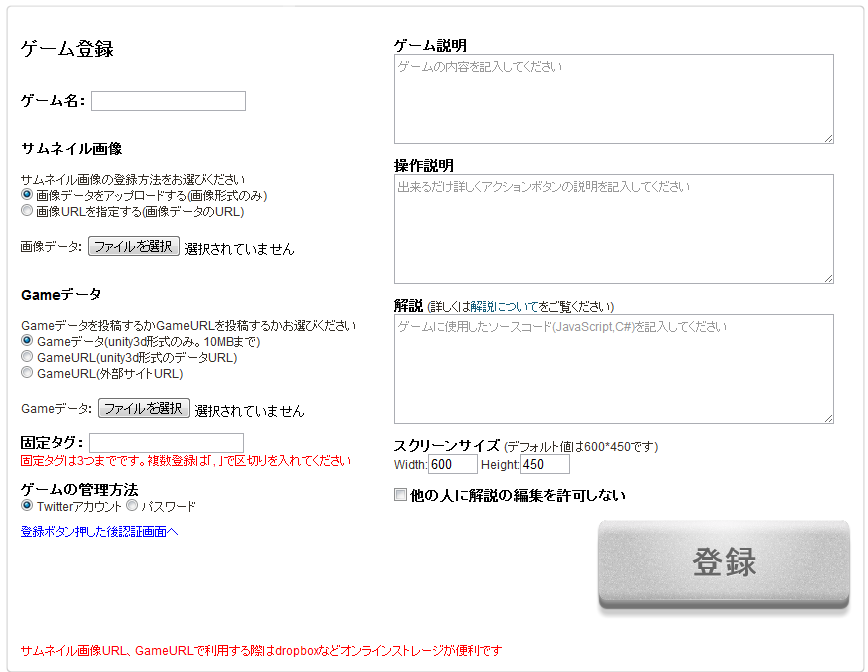 ゲーム登録
ゲーム名:
サムネイル画像
サムネイル画像の登録方法をお選びください
画像データをアップロードする(画像形式のみ)
画像URLを指定する(画像データのURL)
画像データ: ファイルを選択 選択されていません
Gameデータ
Gameデータを投稿するかGameURLを投稿するかお選びください
Gameデータ(unity3d形式のみ。10MBまで)
GameURL(unity3d形式のデータURL)
GameURL(外部サイトURL)
Gameデータ: ファイルを選択 選択されていません
固定タグ:
固定タグは3つまでです。複数登録は「,」で区切りを入れてください
ゲームの管理方法
Twitterアカウント パスワード
登録ボタン押した後認証画面へ
ゲーム説明
ゲームの内容を記入してください
操作説明
出来るだけ詳しくアクションボタンの説明を記入してください
解説 (詳しくは解説についてをご覧ください)
ゲームに使用したソースコード(JavaScript,C#)を記入してください
スクリーンサイズ (デフォルト値は600*450です)
Width: 600 Height: 450
他の人に解説の編集を許可しない
登録
サムネイル画像URL、GameURLで利用する際はdropboxなどオンラインストレージが便利です